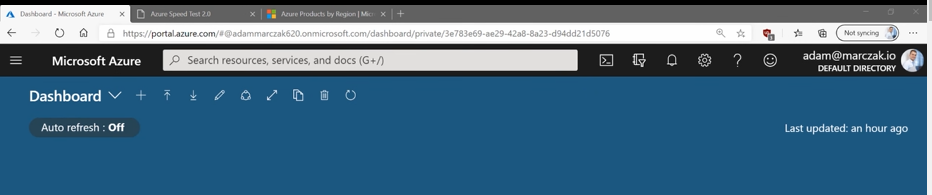 Dashboard - Microsoft Azure
Azure Speed Test 2.0
Azure Products by Region | Mic
https://portal.azure.com/#@adammarczak620.onmicrosoft.com/dashboard/private/3e783e69-ae29-42a8-8a23-d94dd21d5076
Not syncing
Microsoft Azure
Search resources, services, and docs (G+/)
adam@marczak.io
DEFAULT DIRECTORY
Dashboard
Auto refresh : Off
Last updated: an hour ago